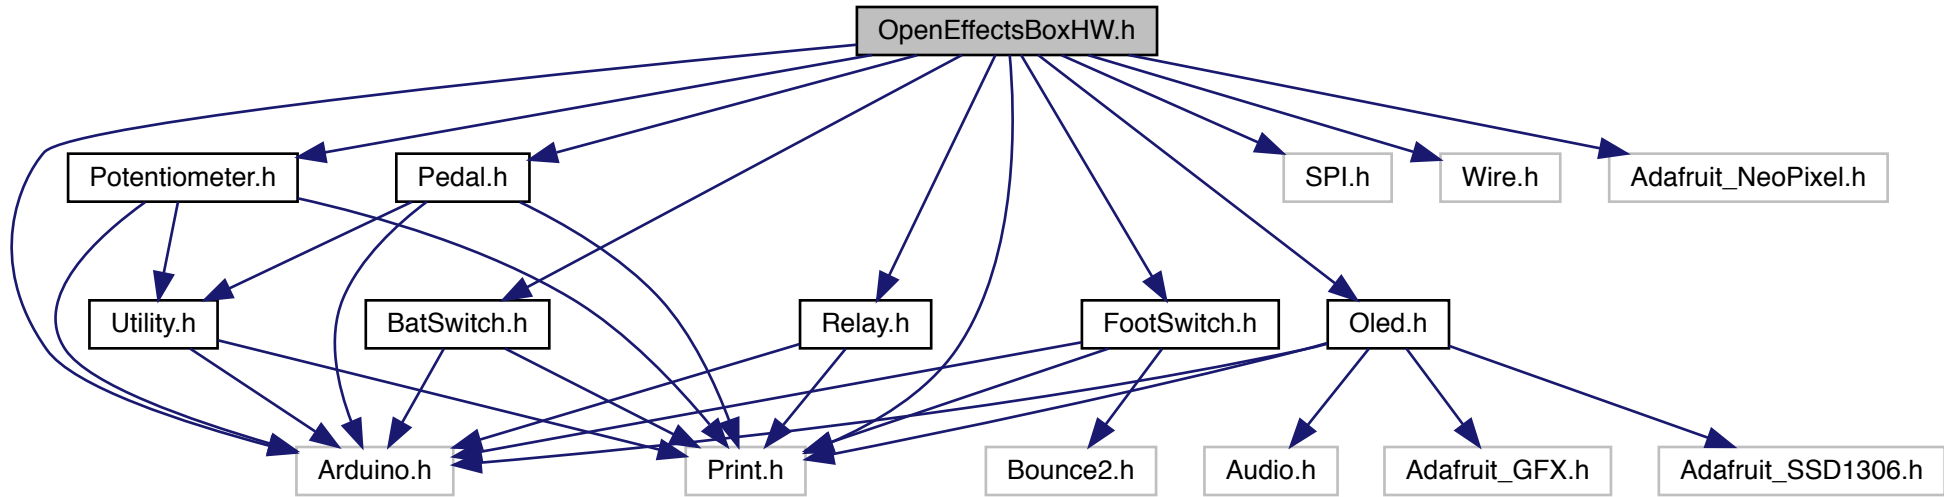 OpenEffectsBoxHW.h
Potentiometer.h
Pedal.h
SPI.h
Wire.h
Adafruit_NeoPixel.h
Utility.h
BatSwitch.h
Relay.h
FootSwitch.h
Oled.h
Arduino.h
Print.h
Bounce2.h
Audio.h
Adafruit_GFX.h
Adafruit_SSD1306.h